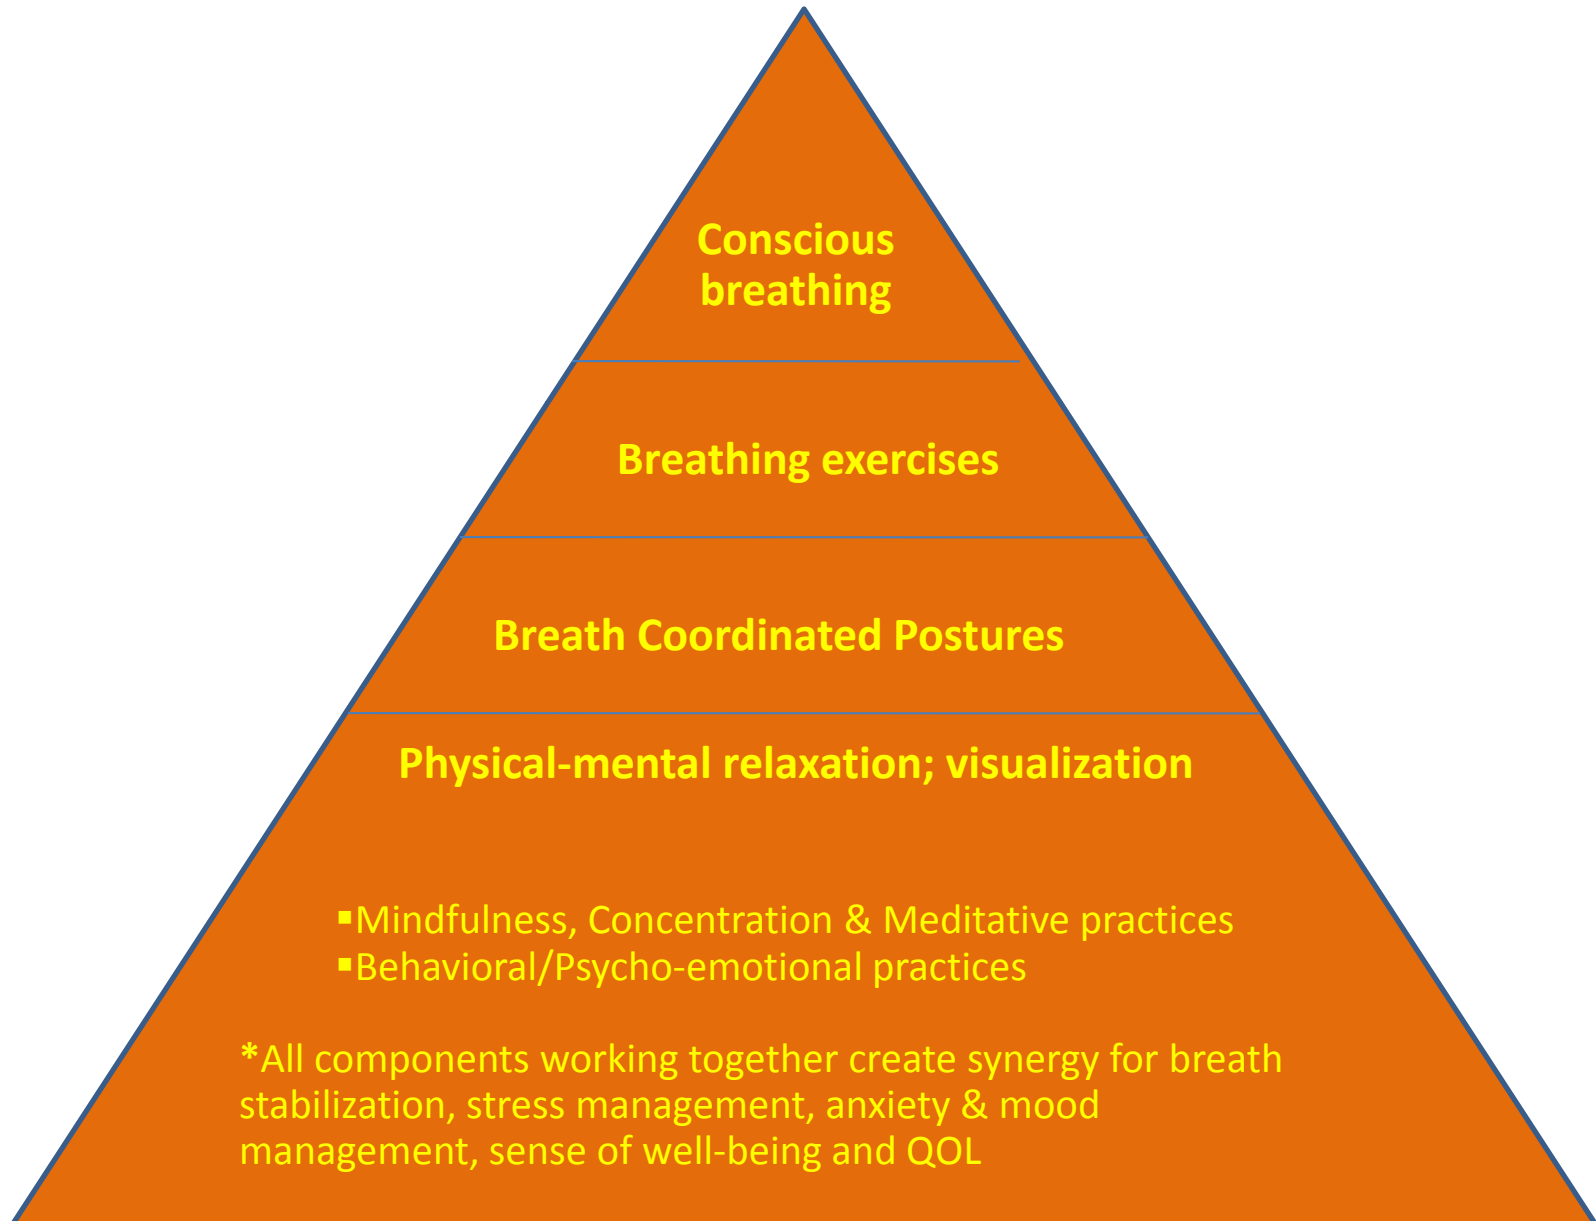 Conscious
breathing
Breathing exercises
Breath Coordinated Postures
Physical-mental relaxation; visualization
▪Mindfulness, Concentration & Meditative practices
▪Behavioral/Psycho-emotional practices
*All components working together create synergy for breath
stabilization, stress management, anxiety & mood
management, sense of well-being and QOL